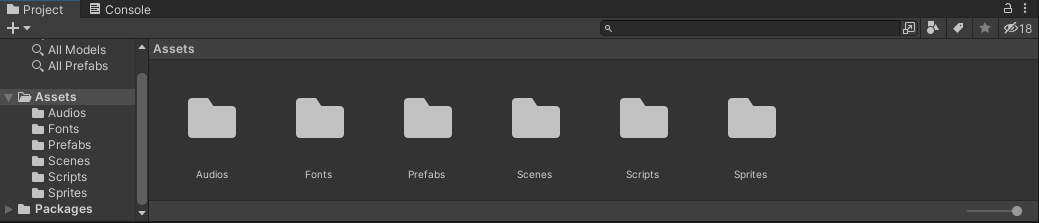 Project
Console
18
All Models
All Prefabs
Assets
Audios
Fonts
Prefabs
Scenes
Scripts
Sprites
Packages
Assets
Audios
Fonts
Prefabs
Scenes
Scripts
Sprites